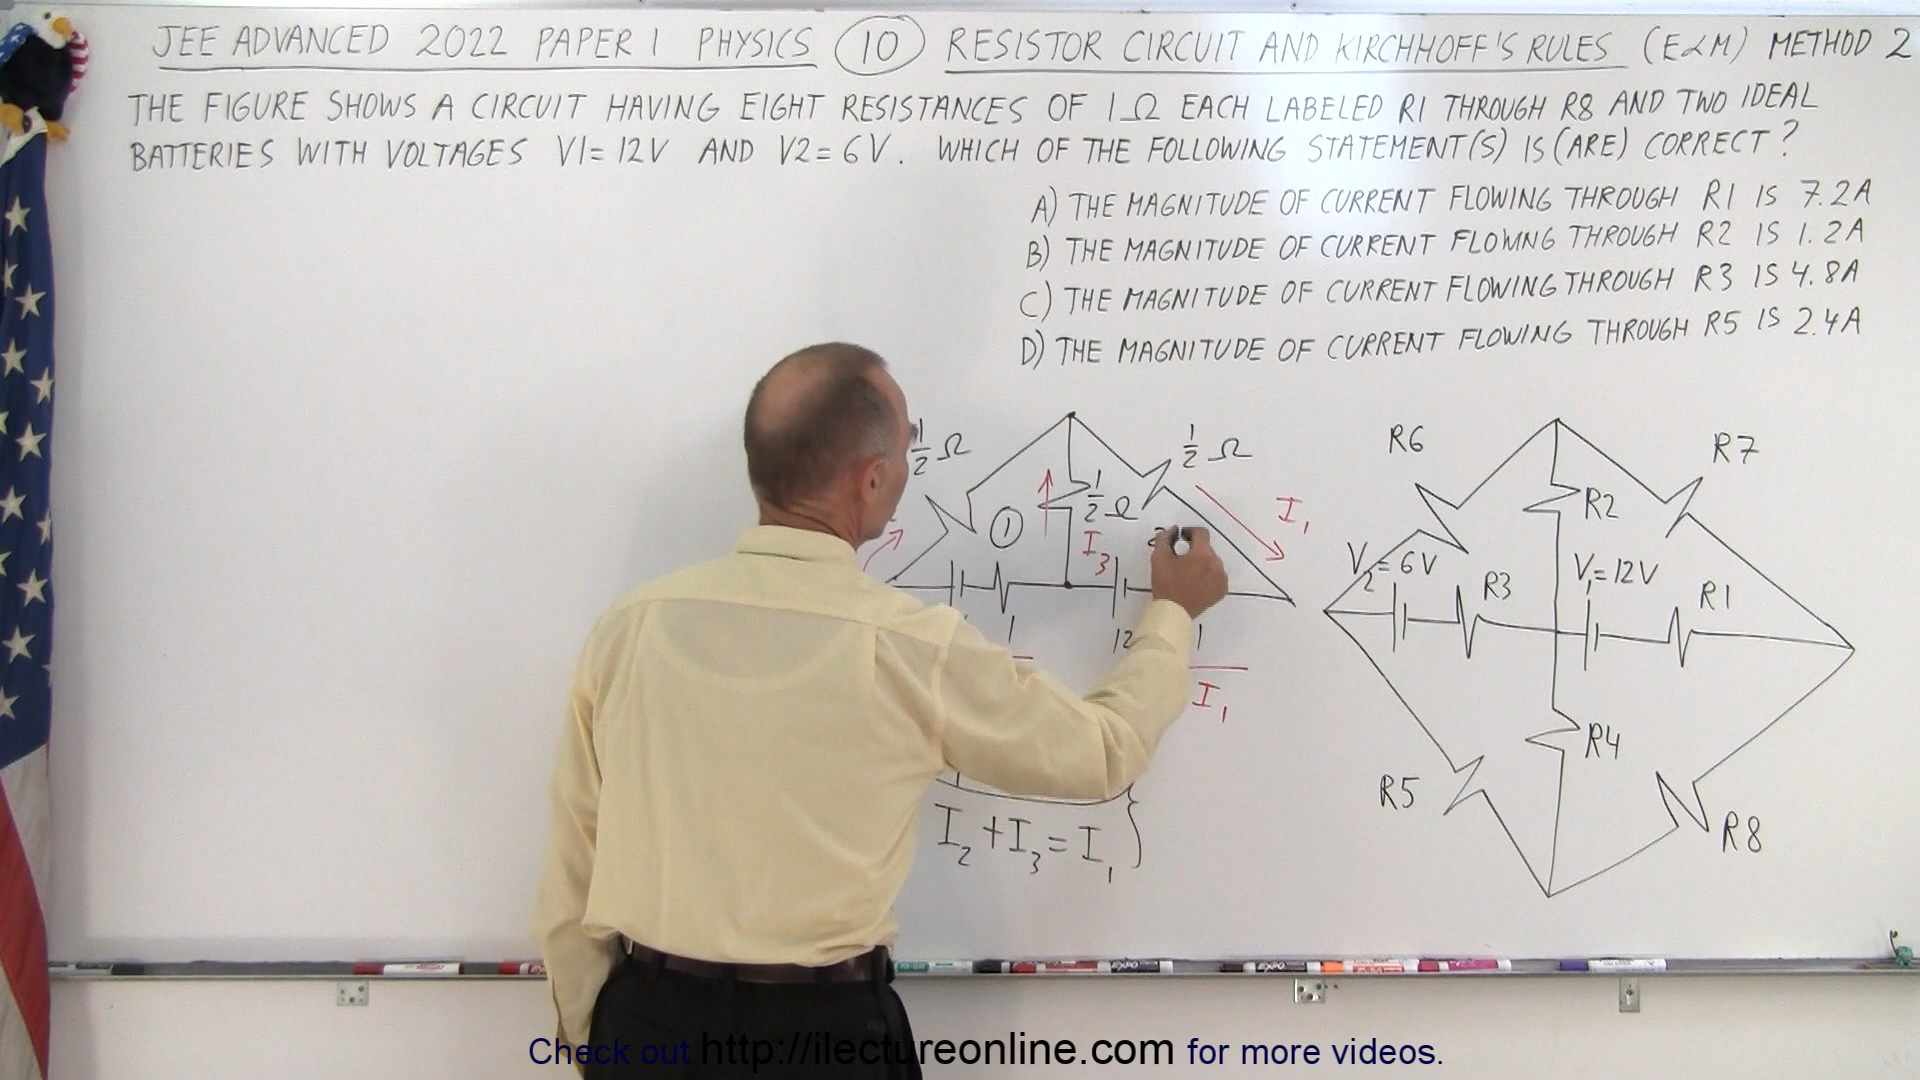 JEE ADVANCED 2022 PAPER 1 PHYSICS 10 RESISTOR CIRCUIT AND KIRCHHOFF'S RULES (E&M) METHOD 2
THE FIGURE SHOWS A CIRCUIT HAVING EIGHT RESISTANCES OF 1Ω EACH LABELED R1 THROUGH R8 AND TWO IDEAL
BATTERIES WITH VOLTAGES V1=12V AND V2=6V. WHICH OF THE FOLLOWING STATEMENT(S) IS (ARE) CORRECT?
A) THE MAGNITUDE OF CURRENT FLOWING THROUGH R1 IS 7.2A
B) THE MAGNITUDE OF CURRENT FLOWNG THROUGH R2 IS 1.2A
C) THE MAGNITUDE OF CURRENT FLOWING THROUGH R3 IS 4.8A
D) THE MAGNITUDE OF CURRENT FLOWING THROUGH R5 IS 2.4A
1/2 Ω
1/2 Ω
1/2 Ω
1
2
I₁
I₃
1
12
1
I₁
I₂+I₃=I₁
R6
R7
R2
V₂=6V
R3
V₁=12V
R1
R4
R5
R8
Check out http://ilectureonline.com for more videos.